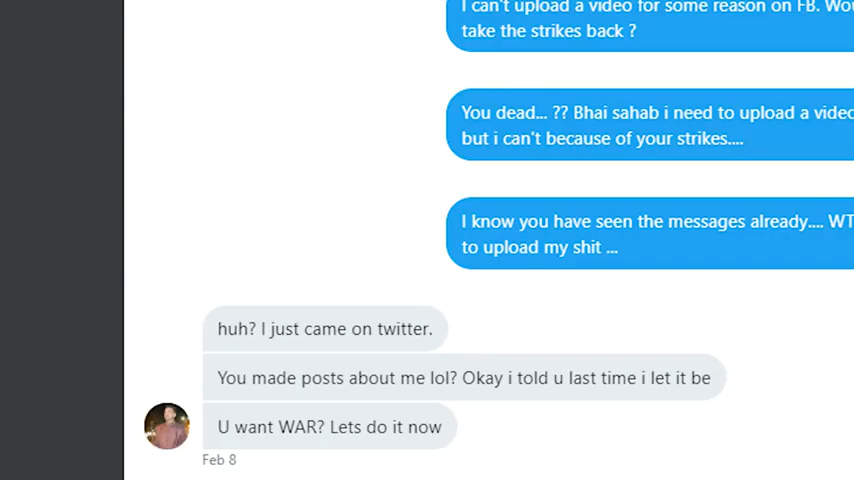 I can't upload a video for some reason on FB. Wou
take the strikes back ?
You dead... ?? Bhai sahab i need to upload a video
but i can't because of your strikes....
I know you have seen the messages already.... WT
to upload my shit ...
huh? I just came on twitter.
You made posts about me lol? Okay i told u last time i let it be
U want WAR? Lets do it now
Feb 8